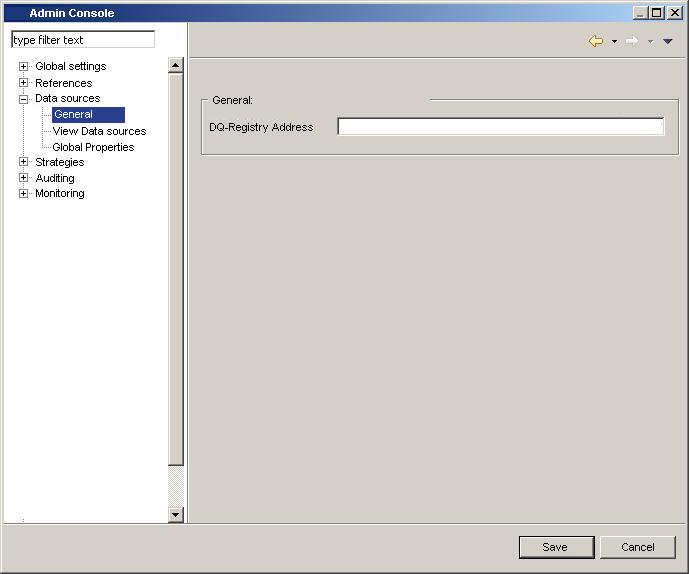 Admin Console
type filter text
Global settings
References
Data sources
General
View Data sources
Global Properties
Strategies
Auditing
Monitoring
General:
DQ-Registry Address
Save
Cancel